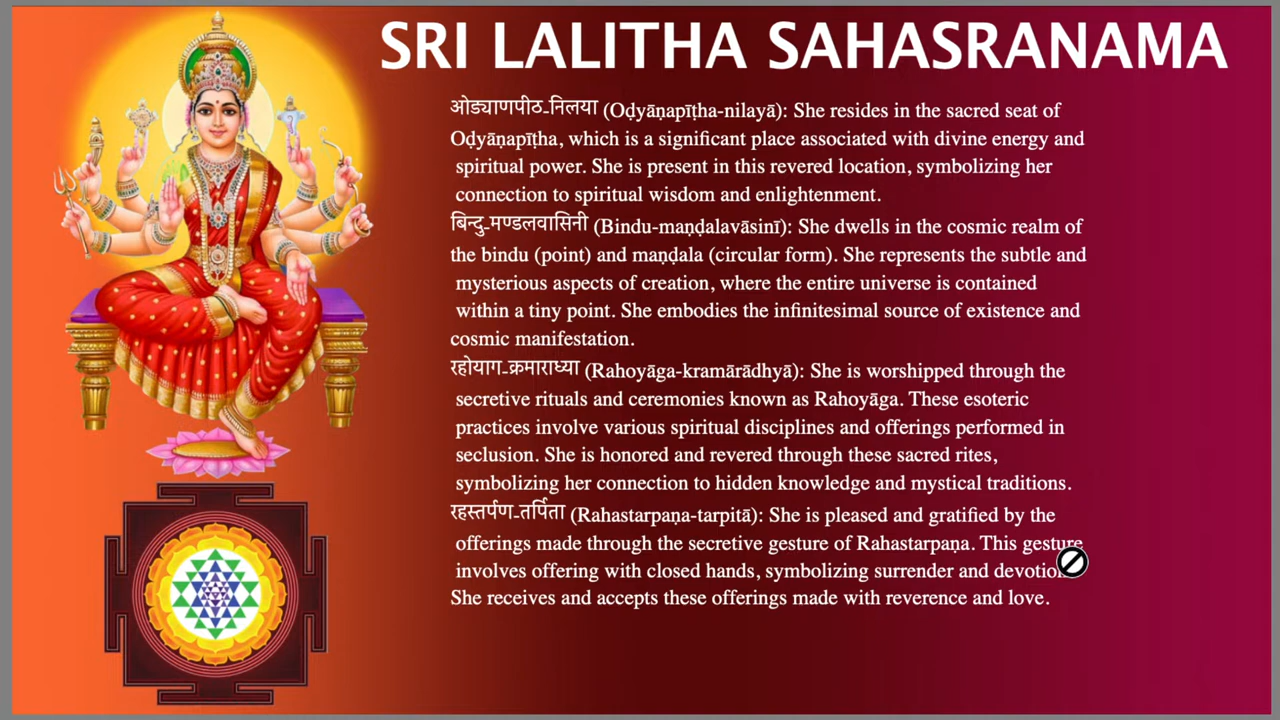 SRI LALITHA SAHASRANAMA
ओड्याणपीठ-निलया (Oḍyāṇapīṭha-nilayā): She resides in the sacred seat of
Oḍyāṇapīṭha, which is a significant place associated with divine energy and
spiritual power. She is present in this revered location, symbolizing her
connection to spiritual wisdom and enlightenment.
बिन्दु-मण्डलवासिनी (Bindu-maṇḍalavāsinī): She dwells in the cosmic realm of
the bindu (point) and maṇḍala (circular form). She represents the subtle and
mysterious aspects of creation, where the entire universe is contained
within a tiny point. She embodies the infinitesimal source of existence and
cosmic manifestation.
रहोयाग-क्रमाराध्या (Rahoyāga-kramārādhyā): She is worshipped through the
secretive rituals and ceremonies known as Rahoyāga. These esoteric
practices involve various spiritual disciplines and offerings performed in
seclusion. She is honored and revered through these sacred rites,
symbolizing her connection to hidden knowledge and mystical traditions.
रहस्तर्पण-तर्पिता (Rahastarpaṇa-tarpitā): She is pleased and gratified by the
offerings made through the secretive gesture of Rahastarpaṇa. This gesture
involves offering with closed hands, symbolizing surrender and devotion
She receives and accepts these offerings made with reverence and love.